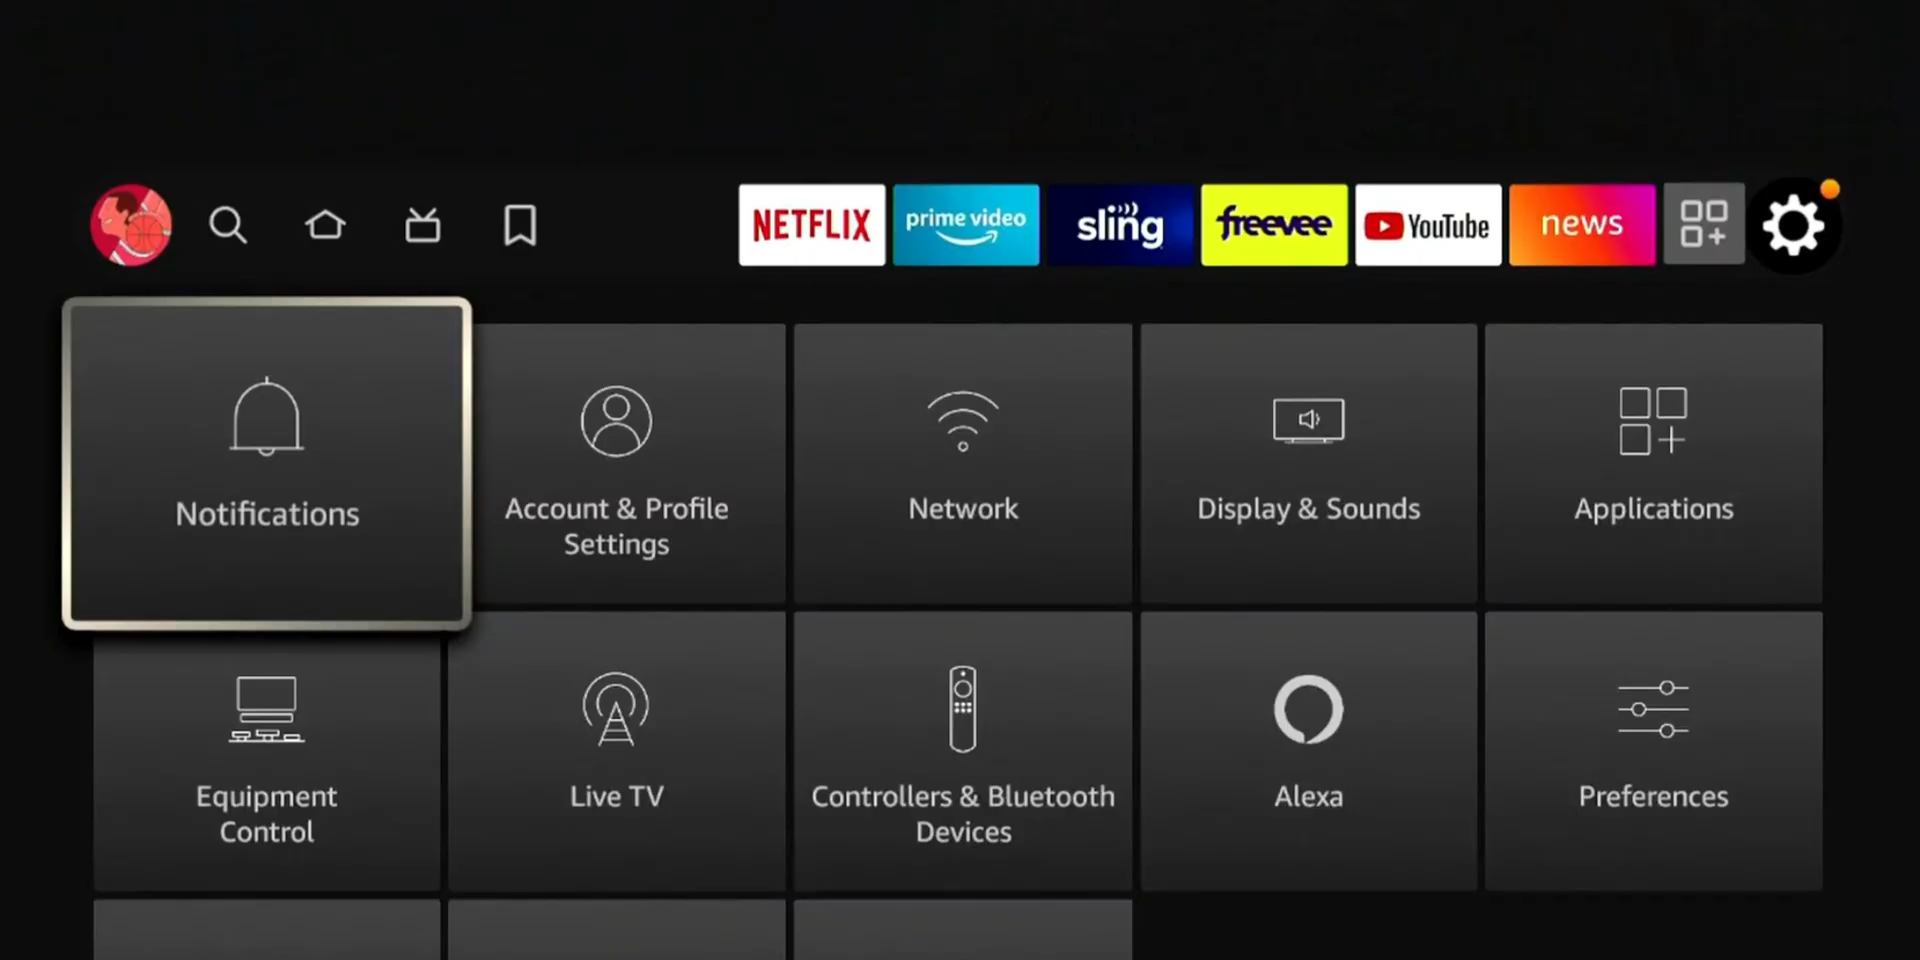 NETFLIX
prime video
sling
freevee
YouTube
news
Notifications
Account & Profile
Settings
Network
Display & Sounds
Applications
Equipment
Control
Live TV
Controllers & Bluetooth
Devices
Alexa
Preferences